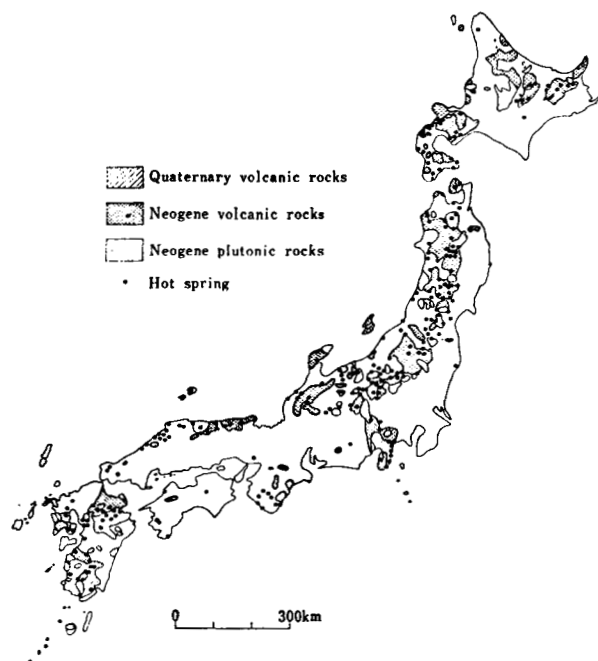 Quaternary volcanic rocks
Neogene volcanic rocks
Neogene plutonic rocks
Hot spring
0 300km